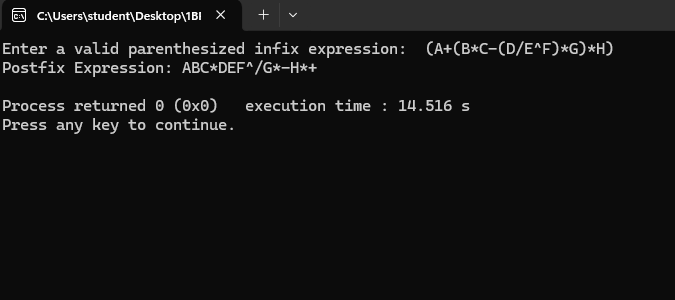 C:\Users\student\Desktop\1BI
Enter a valid parenthesized infix expression:  (A+(B*C-(D/E^F)*G)*H)
Postfix Expression: ABC*DEF^/G*-H*+
Process returned 0 (0x0)   execution time : 14.516 s
Press any key to continue.